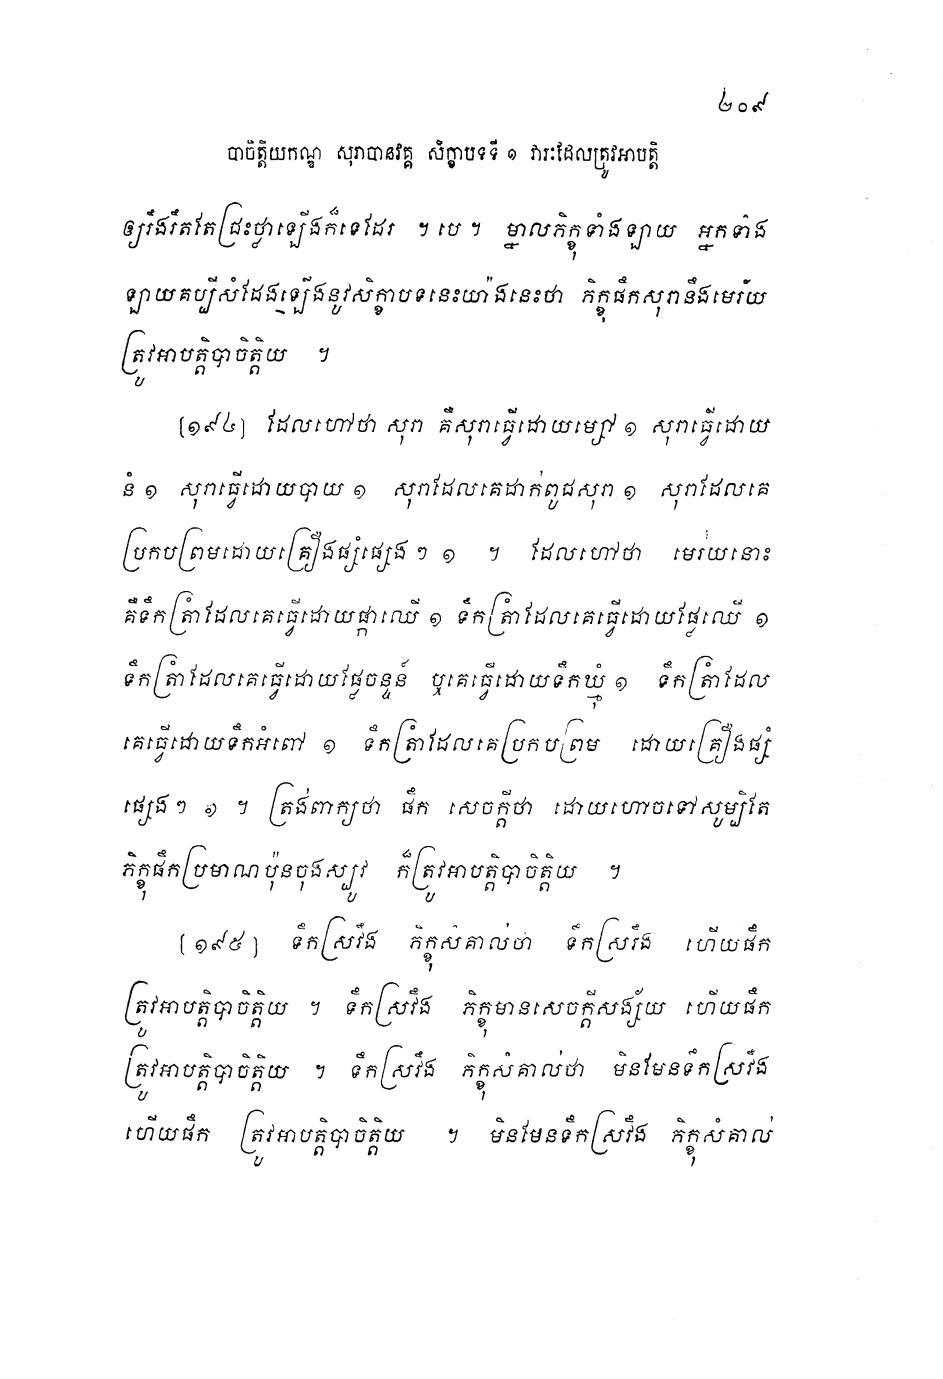 ២០៩
បាចិត្តិយកណ្ឌ សុរាបានវគ្គ សិក្ខាបទទី ១ វារៈដែលត្រូវអាបត្តិ
ឲ្យរឹងរឹតតែជ្រះថ្លាឡើងក៏ទេដែរ ។ បេ ។ ម្នាលភិក្ខុទាំងឡាយ អ្នកទាំង
ឡាយគប្បីសំដែងឡើងនូវសិក្ខាបទនេះយ៉ាងនេះថា ភិក្ខុផឹកសុរានឹងមេរ័យ
ត្រូវអាបត្តិបាចិត្តិយ ។
[១៩៤] ដែលហៅថា សុរា គឺសុរាធ្វើដោយម្សៅ ១ សុរាធ្វើដោយ
នំ ១ សុរាធ្វើដោយបាយ ១ សុរាដែលគេដាក់ពូជសុរា ១ សុរាដែលគេ
ប្រកបព្រមដោយគ្រឿងផ្សំផ្សេងៗ ១ ។ ដែលហៅថា មេរ័យនោះ
គឺទឹកត្រាំដែលគេធ្វើដោយផ្កាឈើ ១ ទឹកត្រាំដែលគេធ្វើដោយផ្លែឈើ ១
ទឹកត្រាំដែលគេធ្វើដោយផ្លែចន្ទន៍ ឬគេធ្វើដោយទឹកឃ្មុំ ១ ទឹកត្រាំដែល
គេធ្វើដោយទឹកអំពៅ ១ ទឹកត្រាំដែលគេប្រកបព្រម ដោយគ្រឿងផ្សំ
ផ្សេងៗ ១ ។ ត្រង់ពាក្យថា ផឹក សេចក្តីថា ដោយហោចទៅសូម្បីតែ
ភិក្ខុផឹកប្រមាណប៉ុនចុងស្បូវ ក៏ត្រូវអាបត្តិបាចិត្តិយ ។
[១៩៥] ទឹកស្រវឹង ភិក្ខុសំគាល់ថា ទឹកស្រវឹង ហើយផឹក
ត្រូវអាបត្តិបាចិត្តិយ ។ ទឹកស្រវឹង ភិក្ខុមានសេចក្តីសង្ស័យ ហើយផឹក
ត្រូវអាបត្តិបាចិត្តិយ ។ ទឹកស្រវឹង ភិក្ខុសំគាល់ថា មិនមែនទឹកស្រវឹង
ហើយផឹក ត្រូវអាបត្តិបាចិត្តិយ ។ មិនមែនទឹកស្រវឹង ភិក្ខុសំគាល់